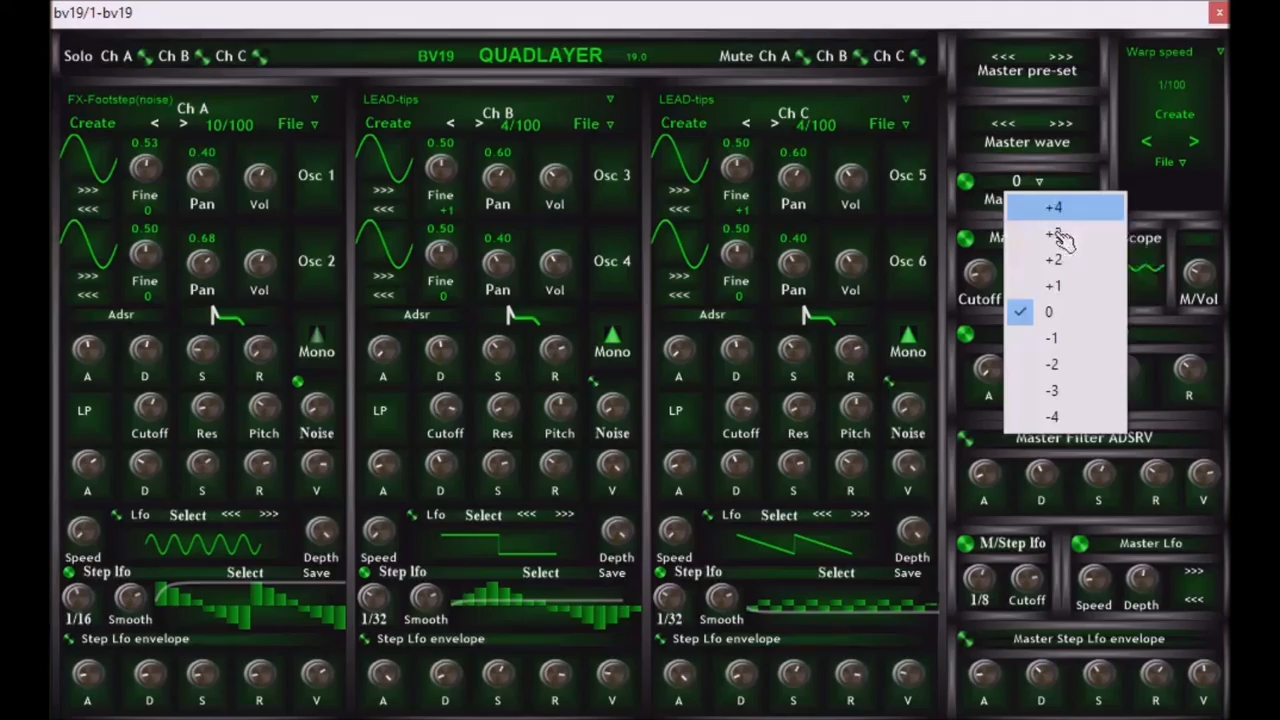 bv19/1-bv19
x
Solo Ch A Ch B Ch C BV19 QUADLAYER 19.0 Mute Ch A Ch B Ch C
<<< >>>
Master pre-set
Warp speed
1/100
Create
< >
File
<<< >>>
Master wave
0
+4
+2
+1
0
-1
-2
-3
-4
FX-Footstep(noise)
Ch A
Create < > 10/100 File
0.53 0.40
Fine Pan Vol Osc 1
>>>
<<< 0
0.50 0.68
Fine Pan Vol Osc 2
>>>
<<< 0
Adsr
Mono
A D S R
LP Cutoff Res Pitch Noise
A D S R V
Lfo Select <<< >>>
Speed Depth
Step lfo Select Save
1/16 Smooth
Step Lfo envelope
A D S R V
LEAD-tips
Ch B
Create < > 4/100 File
0.50 0.60
Fine Pan Vol Osc 3
>>>
<<< +1
0.50 0.40
Fine Pan Vol Osc 4
>>>
<<< 0
Adsr
Mono
A D S R
LP Cutoff Res Pitch Noise
A D S R V
Lfo Select <<< >>>
Speed Depth
Step lfo Select Save
1/32 Smooth
Step Lfo envelope
A D S R V
LEAD-tips
Ch C
Create < > 4/100 File
0.50 0.60
Fine Pan Vol Osc 5
>>>
<<< +1
0.50 0.40
Fine Pan Vol Osc 6
>>>
<<< 0
Adsr
Mono
A D S R
LP Cutoff Res Pitch Noise
A D S R V
Lfo Select <<< >>>
Speed Depth
Step lfo Select Save
1/32 Smooth
Step Lfo envelope
A D S R V
Cutoff M/Vol
A R
Master Filter ADSRV
A D S R V
M/Step lfo Master Lfo
1/8 Cutoff Speed Depth >>>
<<<
Master Step Lfo envelope
A D S R V